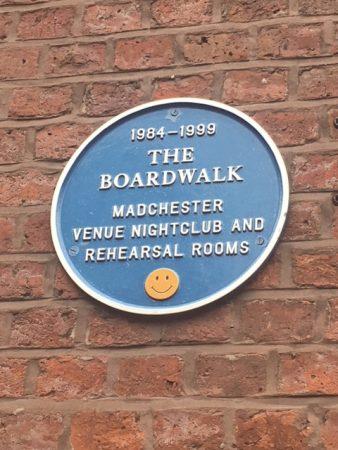 1984–1999
THE
BOARDWALK
MADCHESTER
VENUE NIGHTCLUB AND
REHEARSAL ROOMS